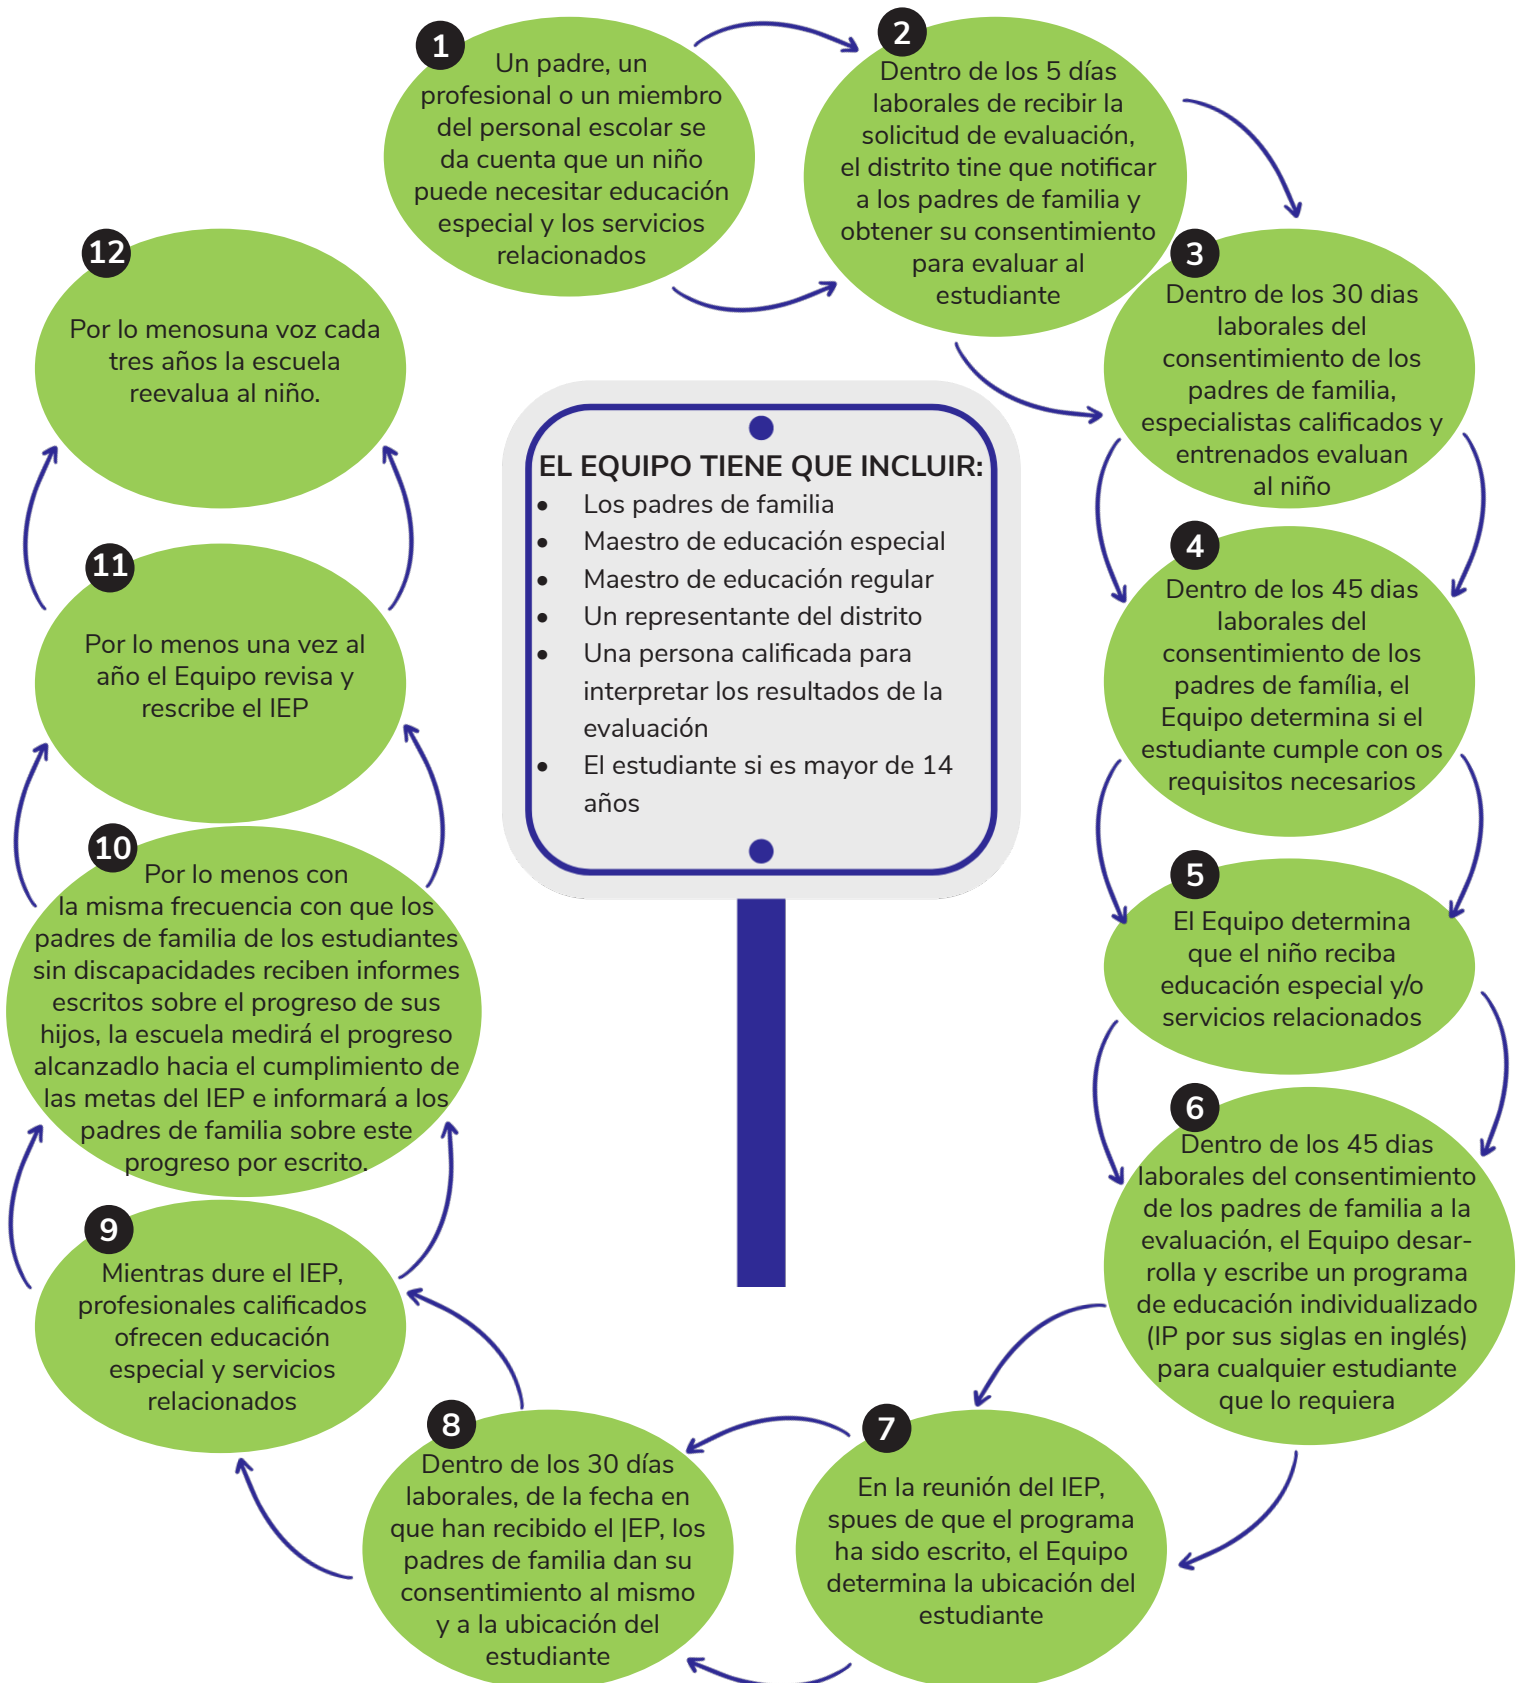 1
Un padre, un
profesional o un miembro
del personal escolar se
da cuenta que un niño
puede necesitar educación
especial y los servicios
relacionados
2
Dentro de los 5 días
laborales de recibir la
solicitud de evaluación,
el distrito tine que notificar
a los padres de familia y
obtener su consentimiento
para evaluar al
estudiante
3
Dentro de los 30 dias
laborales del
consentimiento de los
padres de familia,
especialistas calificados y
entrenados evaluan
al niño
4
Dentro de los 45 dias
laborales del
consentimiento de los
padres de família, el
Equipo determina si el
estudiante cumple con os
requisitos necesarios
5
El Equipo determina
que el niño reciba
educación especial y/o
servicios relacionados
6
Dentro de los 45 dias
laborales del consentimiento
de los padres de familia a la
evaluación, el Equipo desar-
rolla y escribe un programa
de educación individualizado
(IP por sus siglas en inglés)
para cualquier estudiante
que lo requiera
7
En la reunión del IEP,
spues de que el programa
ha sido escrito, el Equipo
determina la ubicación del
estudiante
8
Dentro de los 30 días
laborales, de la fecha en
que han recibido el |EP, los
padres de familia dan su
consentimiento al mismo
y a la ubicación del
estudiante
9
Mientras dure el IEP,
profesionales calificados
ofrecen educación
especial y servicios
relacionados
10
Por lo menos con
la misma frecuencia con que los
padres de familia de los estudiantes
sin discapacidades reciben informes
escritos sobre el progreso de sus
hijos, la escuela medirá el progreso
alcanzadlo hacia el cumplimiento de
las metas del IEP e informará a los
padres de familia sobre este
progreso por escrito.
11
Por lo menos una vez al
año el Equipo revisa y
rescribe el IEP
12
Por lo menosuna voz cada
tres años la escuela
reevalua al niño.
EL EQUIPO TIENE QUE INCLUIR:
• Los padres de familia
• Maestro de educación especial
• Maestro de educación regular
• Un representante del distrito
• Una persona calificada para
interpretar los resultados de la
evaluación
• El estudiante si es mayor de 14
años